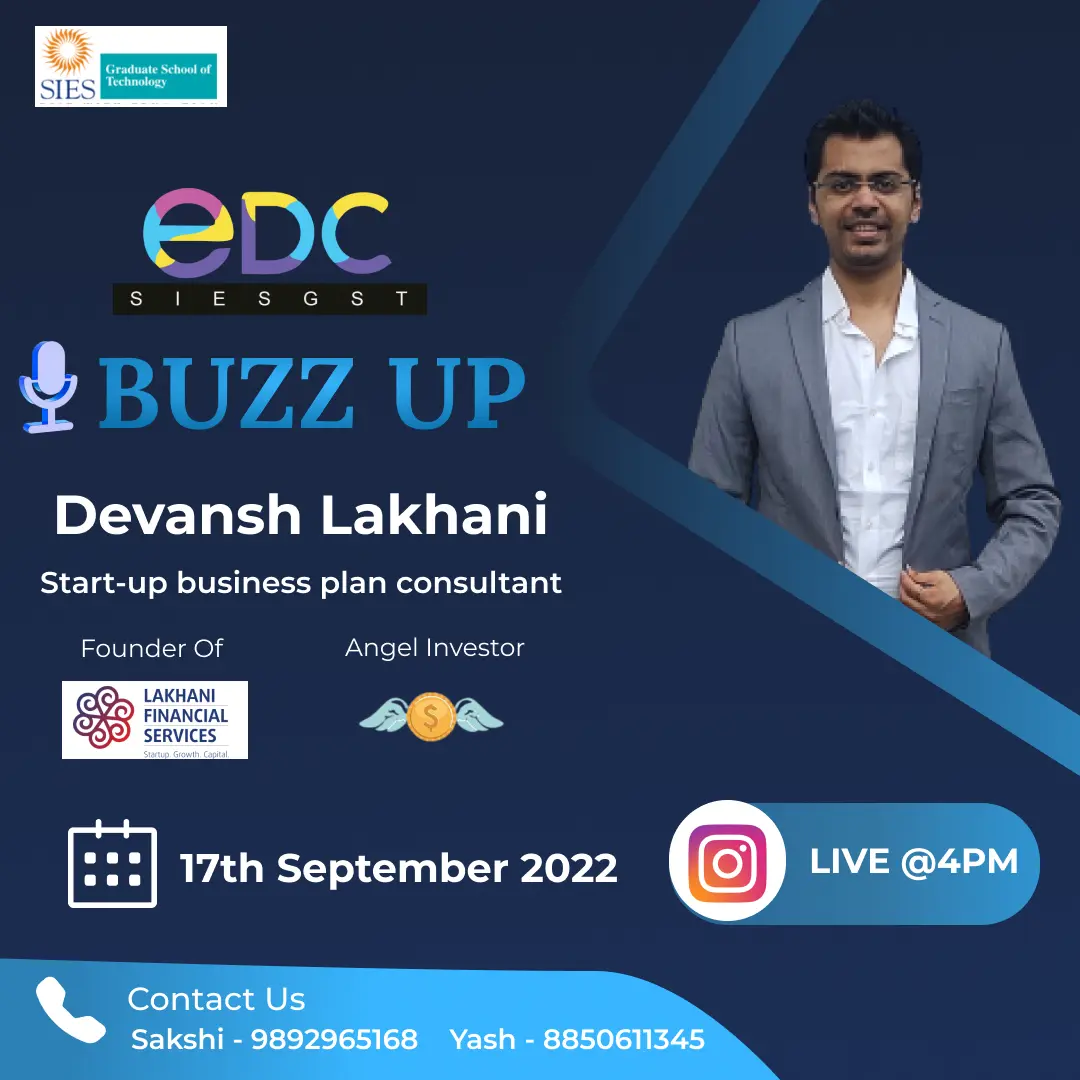 SIES
Graduate School of
Technology
eDC
SIESGST
BUZZ UP
Devansh Lakhani
Start-up business plan consultant
Founder Of
Angel Investor
LAKHANI
FINANCIAL
SERVICES
Startup. Growth. Capital.
$
17th September 2022
LIVE @4PM
Contact Us
Sakshi - 9892965168 Yash - 8850611345